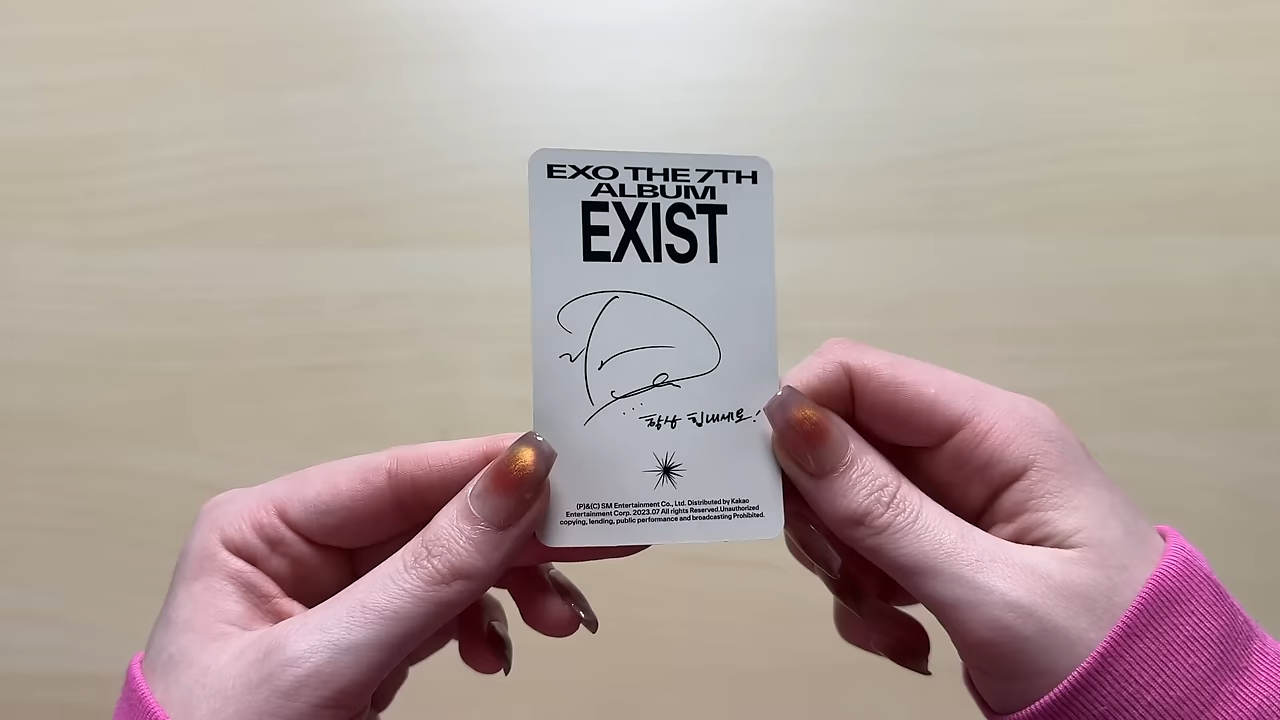 EXO THE 7TH
ALBUM
EXIST
항상 힘내세요!
(P)&(C) SM Entertainment Co., Ltd. Distributed by Kakao
Entertainment Corp. 2023.07 All rights Reserved.Unauthorized
copying, lending, public performance and broadcasting Prohibited.